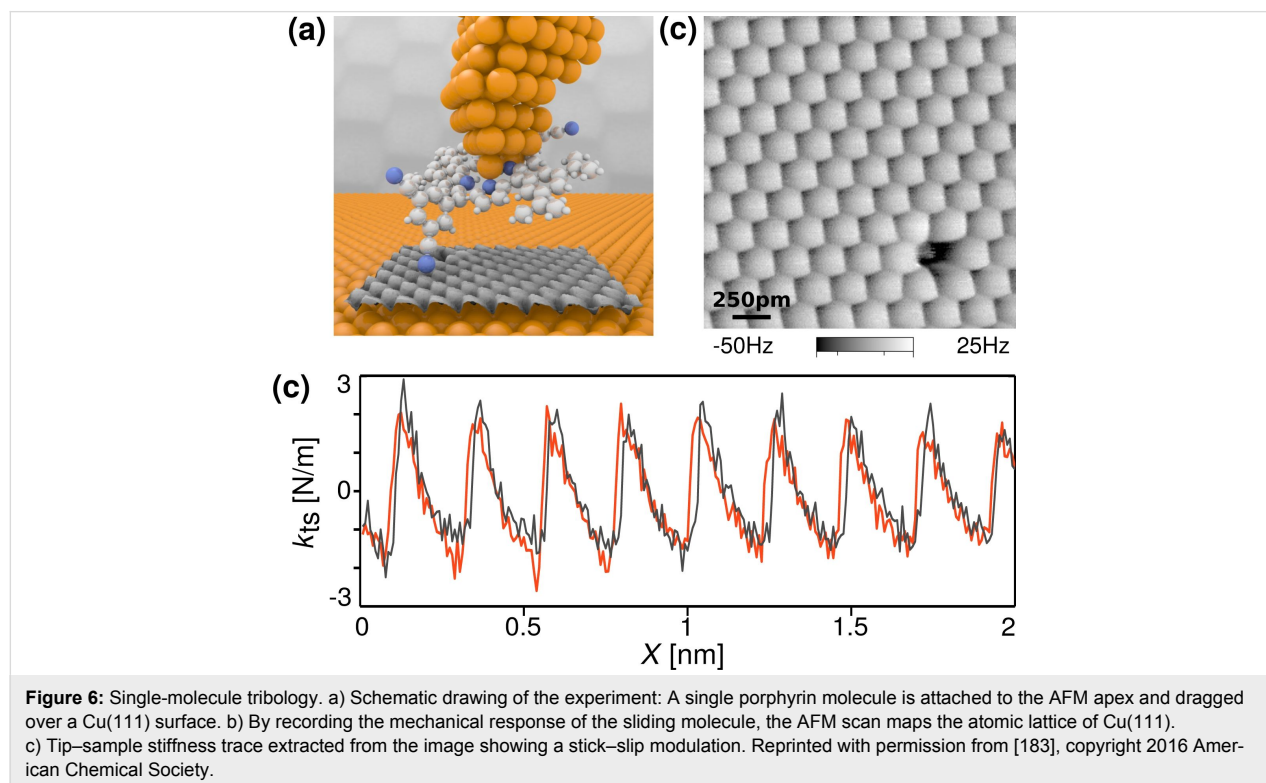 (a)
(c)
250pm
-50Hz 25Hz
(c)
3
0
-3
kts [N/m]
0 0.5 1 1.5 2
X [nm]
Figure 6: Single-molecule tribology. a) Schematic drawing of the experiment: A single porphyrin molecule is attached to the AFM apex and dragged
over a Cu(111) surface. b) By recording the mechanical response of the sliding molecule, the AFM scan maps the atomic lattice of Cu(111).
c) Tip–sample stiffness trace extracted from the image showing a stick–slip modulation. Reprinted with permission from [183], copyright 2016 Amer-
ican Chemical Society.